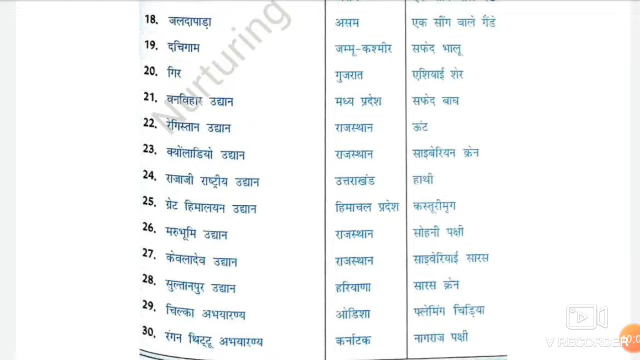 18. जलदापाड़ा असम एक सींग वाले गैंडे
19. दचिगाम जम्मू-कश्मीर सफेद भालू
20. गिर गुजरात एशियाई शेर
21. वनविहार उद्यान मध्य प्रदेश सफेद बाघ
22. रेगिस्तान उद्यान राजस्थान ऊंट
23. क्योंलाडियो उद्यान राजस्थान साइबेरियन क्रेन
24. राजाजी राष्ट्रीय उद्यान उत्तराखंड हाथी
25. ग्रेट हिमालयन उद्यान हिमाचल प्रदेश कस्तूरीमृग
26. मरुभूमि उद्यान राजस्थान सोहनी पक्षी
27. केवलादेव उद्यान राजस्थान साइबेरियाई सारस
28. सुल्तानपुर उद्यान हरियाणा सारस क्रेन
29. चिल्का अभयारण्य ओडिशा फ्लेमिंग चिड़िया
30. रंगन थिट्टू अभयारण्य कर्नाटक नागराज पक्षी
Nurturing
V RECORDER